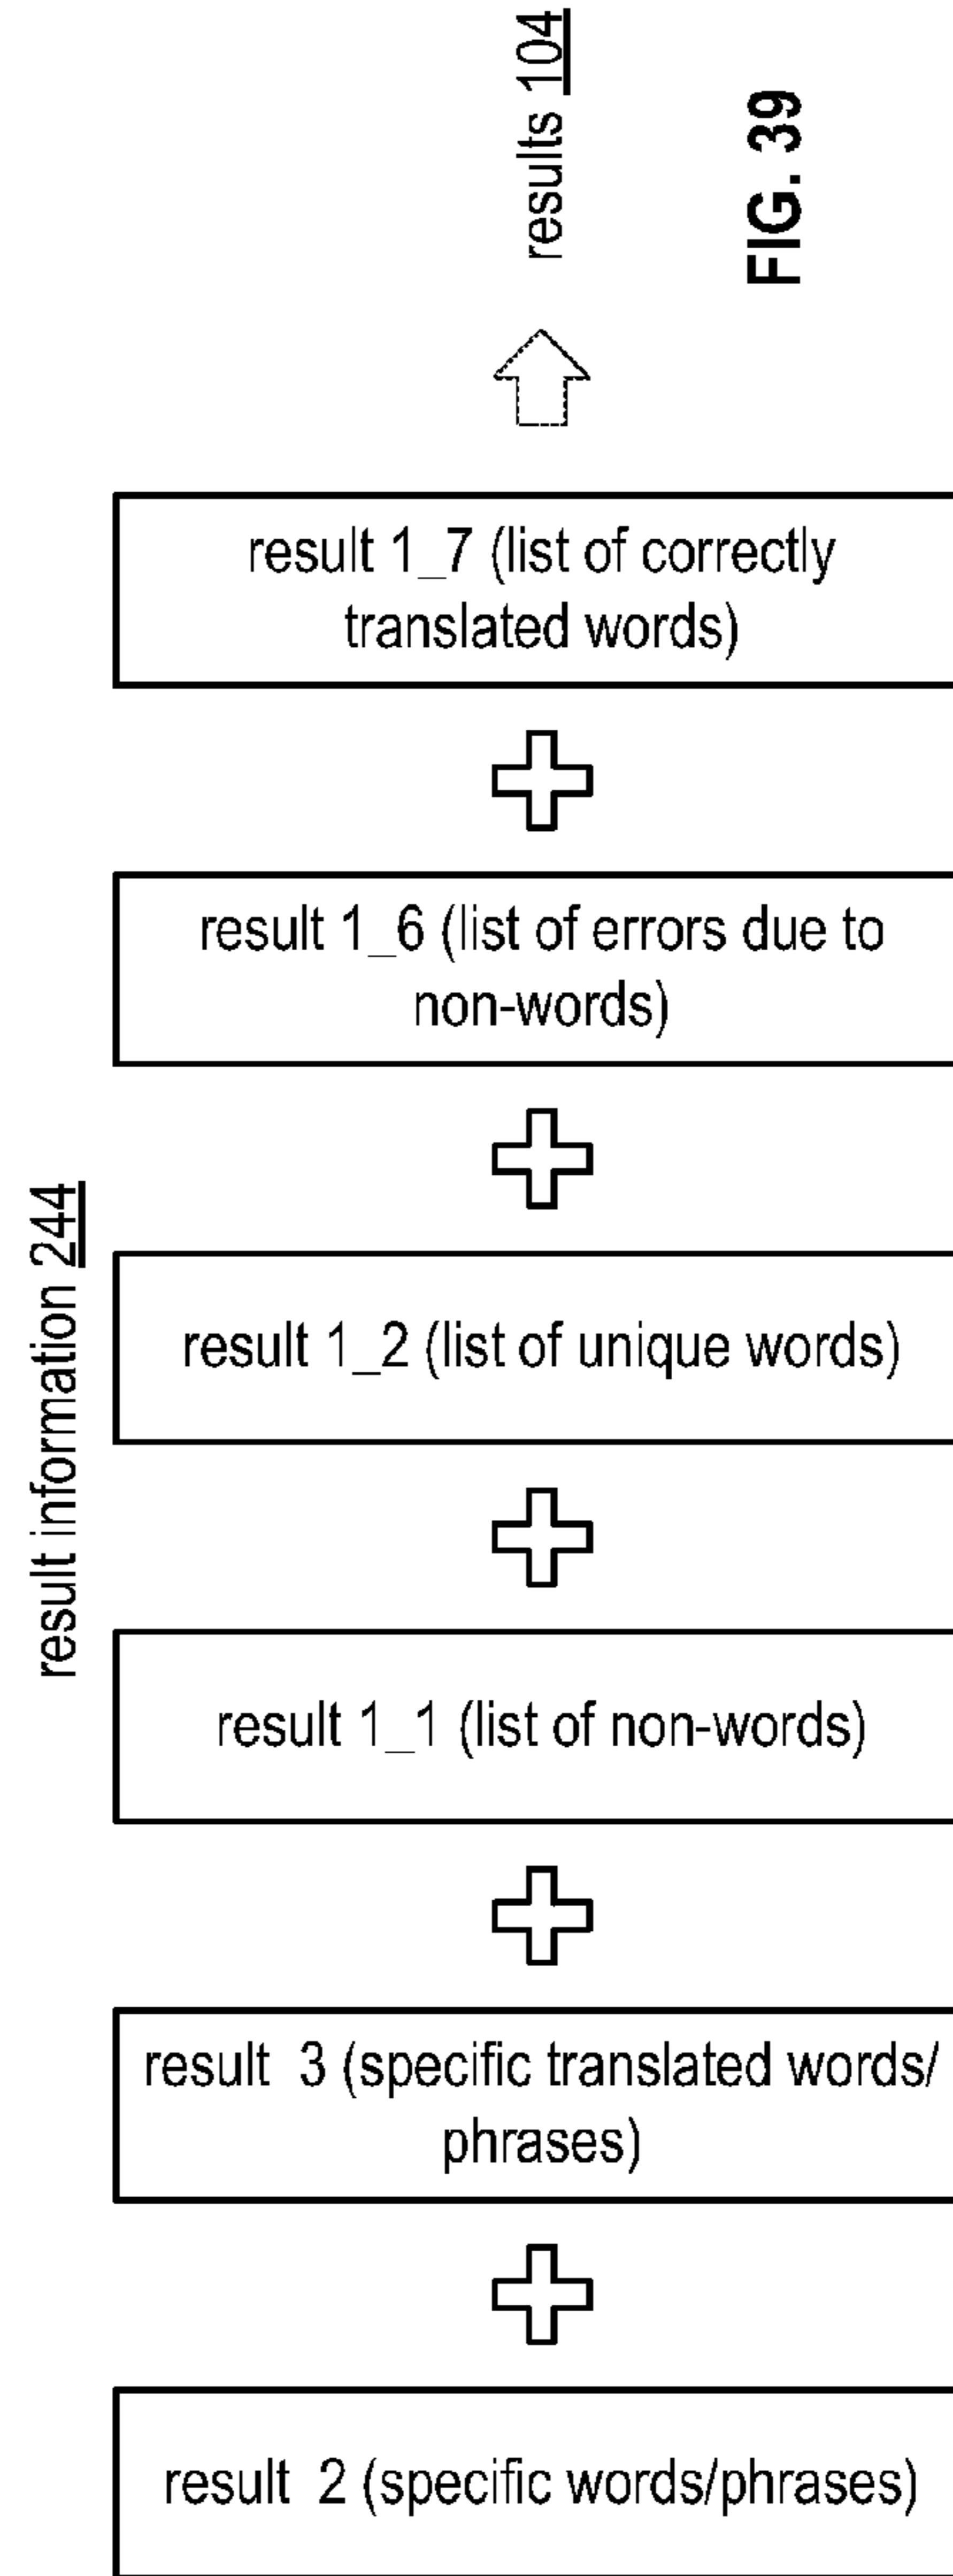 results 104
FIG. 39
result information 244
result 1_7 (list of correctly
translated words)
result 1_6 (list of errors due to
non-words)
result 1_2 (list of unique words)
result 1_1 (list of non-words)
result 3 (specific translated words/
phrases)
result 2 (specific words/phrases)